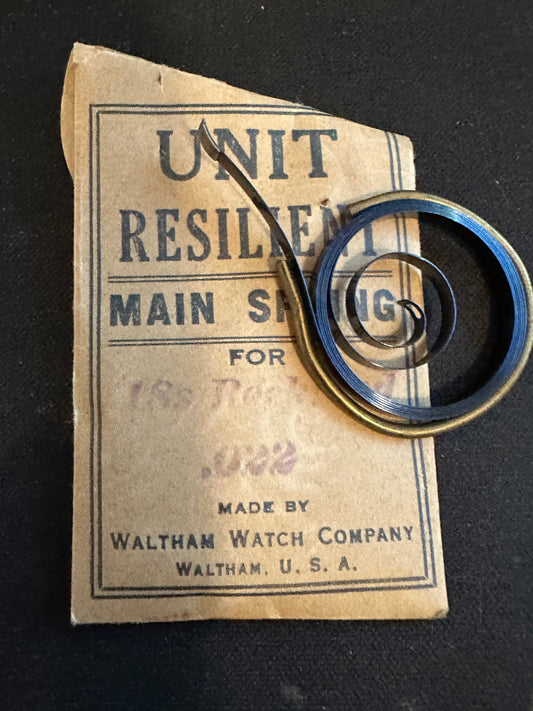 UNIT
RESILIENT
MAIN SPRING
FOR
18s
.022
MADE BY
WALTHAM WATCH COMPANY
WALTHAM, U. S. A.